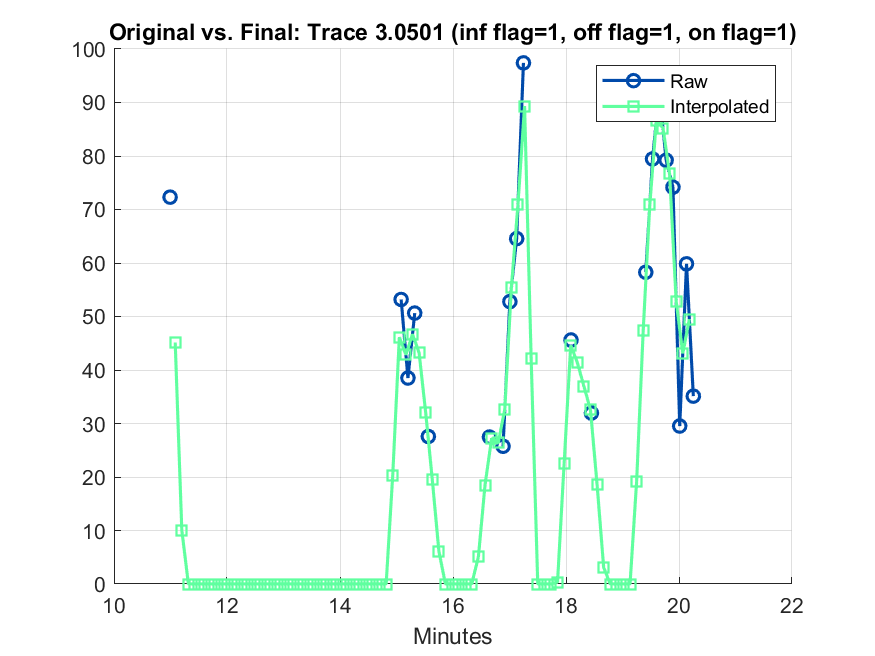 Original vs. Final: Trace 3.0501 (inf flag=1, off flag=1, on flag=1)
100
90
80
70
60
50
40
30
20
10
0
Raw
Interpolated
10 12 14 16 18 20 22
Minutes